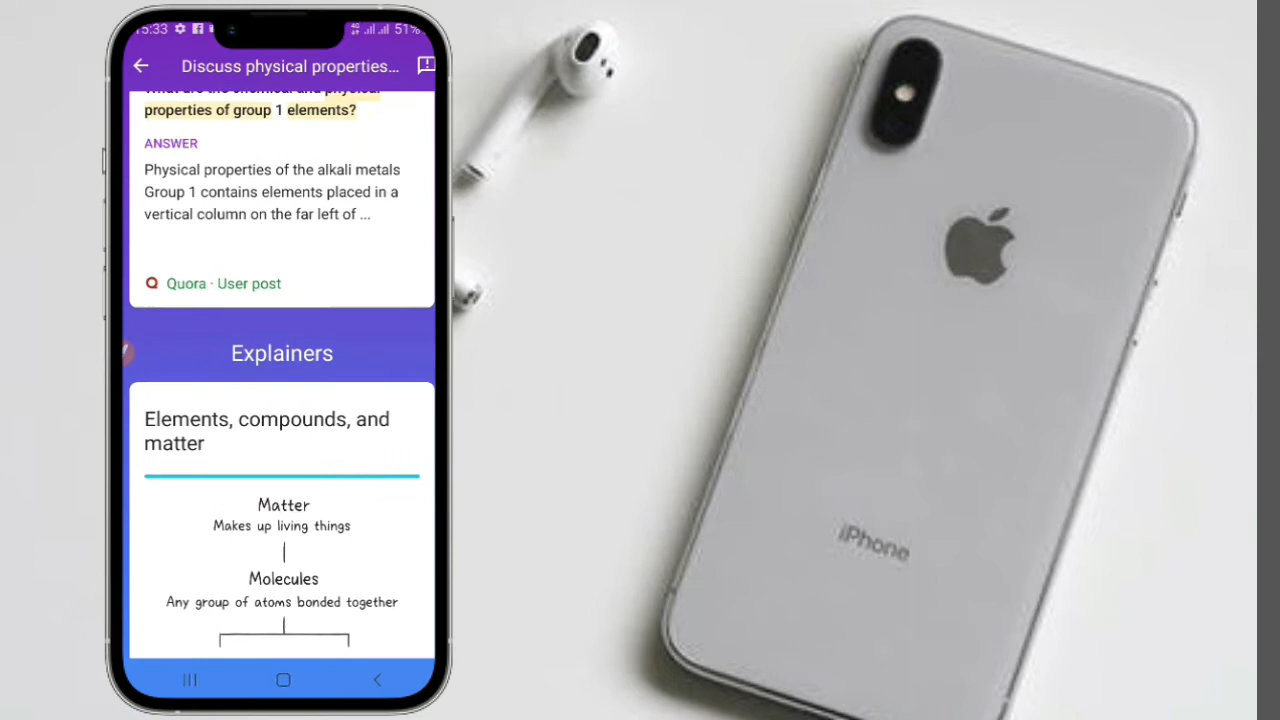 15:33
51%
Discuss physical properties...
What are the chemical and physical
properties of group 1 elements?
ANSWER
Physical properties of the alkali metals
Group 1 contains elements placed in a
vertical column on the far left of ...
Quora · User post
Explainers
Elements, compounds, and
matter
Matter
Makes up living things
Molecules
Any group of atoms bonded together
iPhone